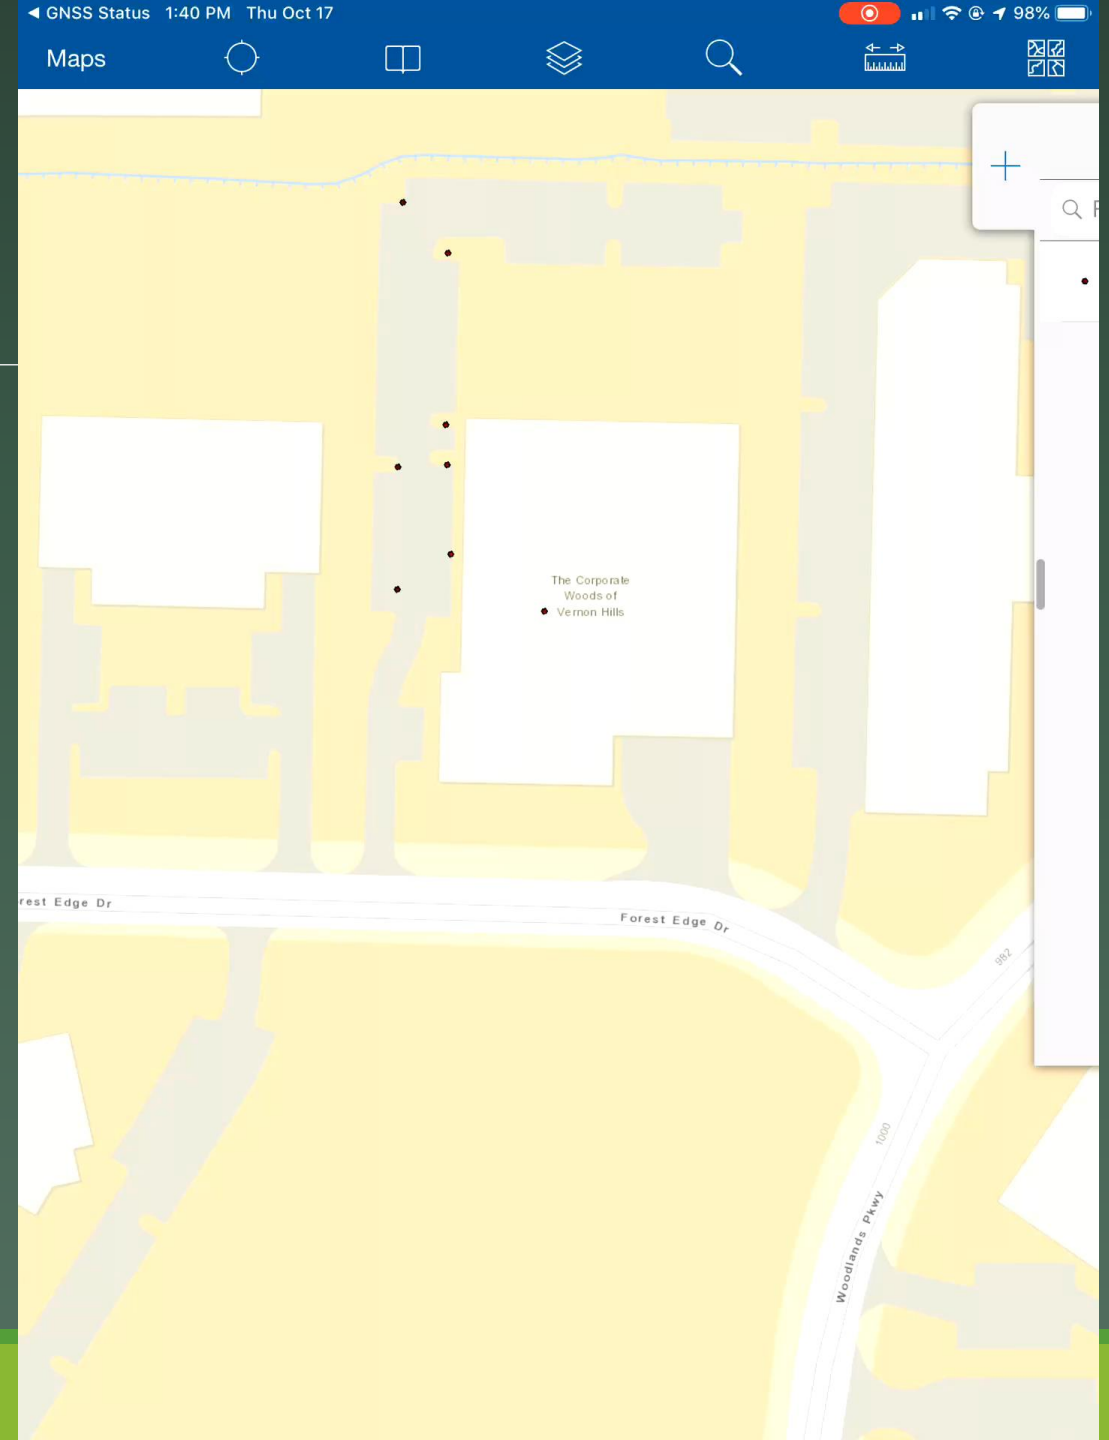 GNSS Status 1:40 PM Thu Oct 17 98%
Maps
The Corporate
Woods of
Vernon Hills
rest Edge Dr
Forest Edge Dr
982
1000
Woodlands Pkwy